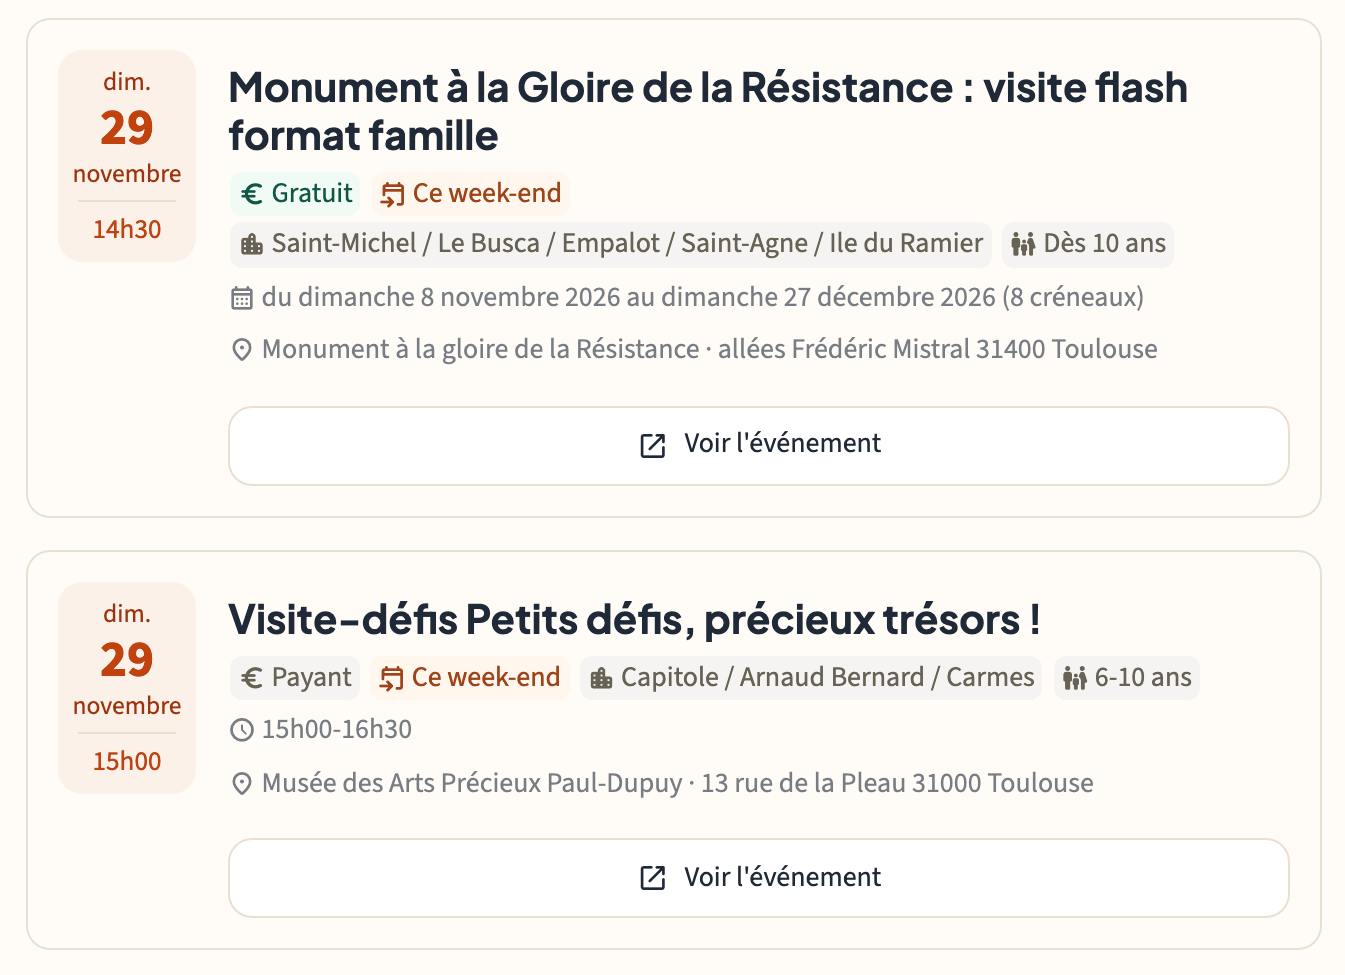 dim.
29
novembre
14h30
Monument à la Gloire de la Résistance : visite flash
format famille
Gratuit
Ce week-end
Saint-Michel / Le Busca / Empalot / Saint-Agne / Ile du Ramier
Dès 10 ans
du dimanche 8 novembre 2026 au dimanche 27 décembre 2026 (8 créneaux)
Monument à la gloire de la Résistance · allées Frédéric Mistral 31400 Toulouse
Voir l'événement
dim.
29
novembre
15h00
Visite-défis Petits défis, précieux trésors !
Payant
Ce week-end
Capitole / Arnaud Bernard / Carmes
6-10 ans
15h00-16h30
Musée des Arts Précieux Paul-Dupuy · 13 rue de la Pleau 31000 Toulouse
Voir l'événement